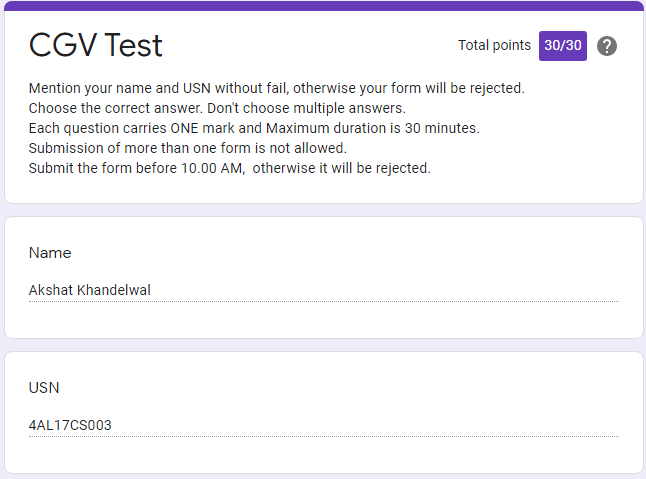 CGV Test
Total points 30/30 ?
Mention your name and USN without fail, otherwise your form will be rejected.
Choose the correct answer. Don't choose multiple answers.
Each question carries ONE mark and Maximum duration is 30 minutes.
Submission of more than one form is not allowed.
Submit the form before 10.00 AM,  otherwise it will be rejected.
Name
Akshat Khandelwal
USN
4AL17CS003